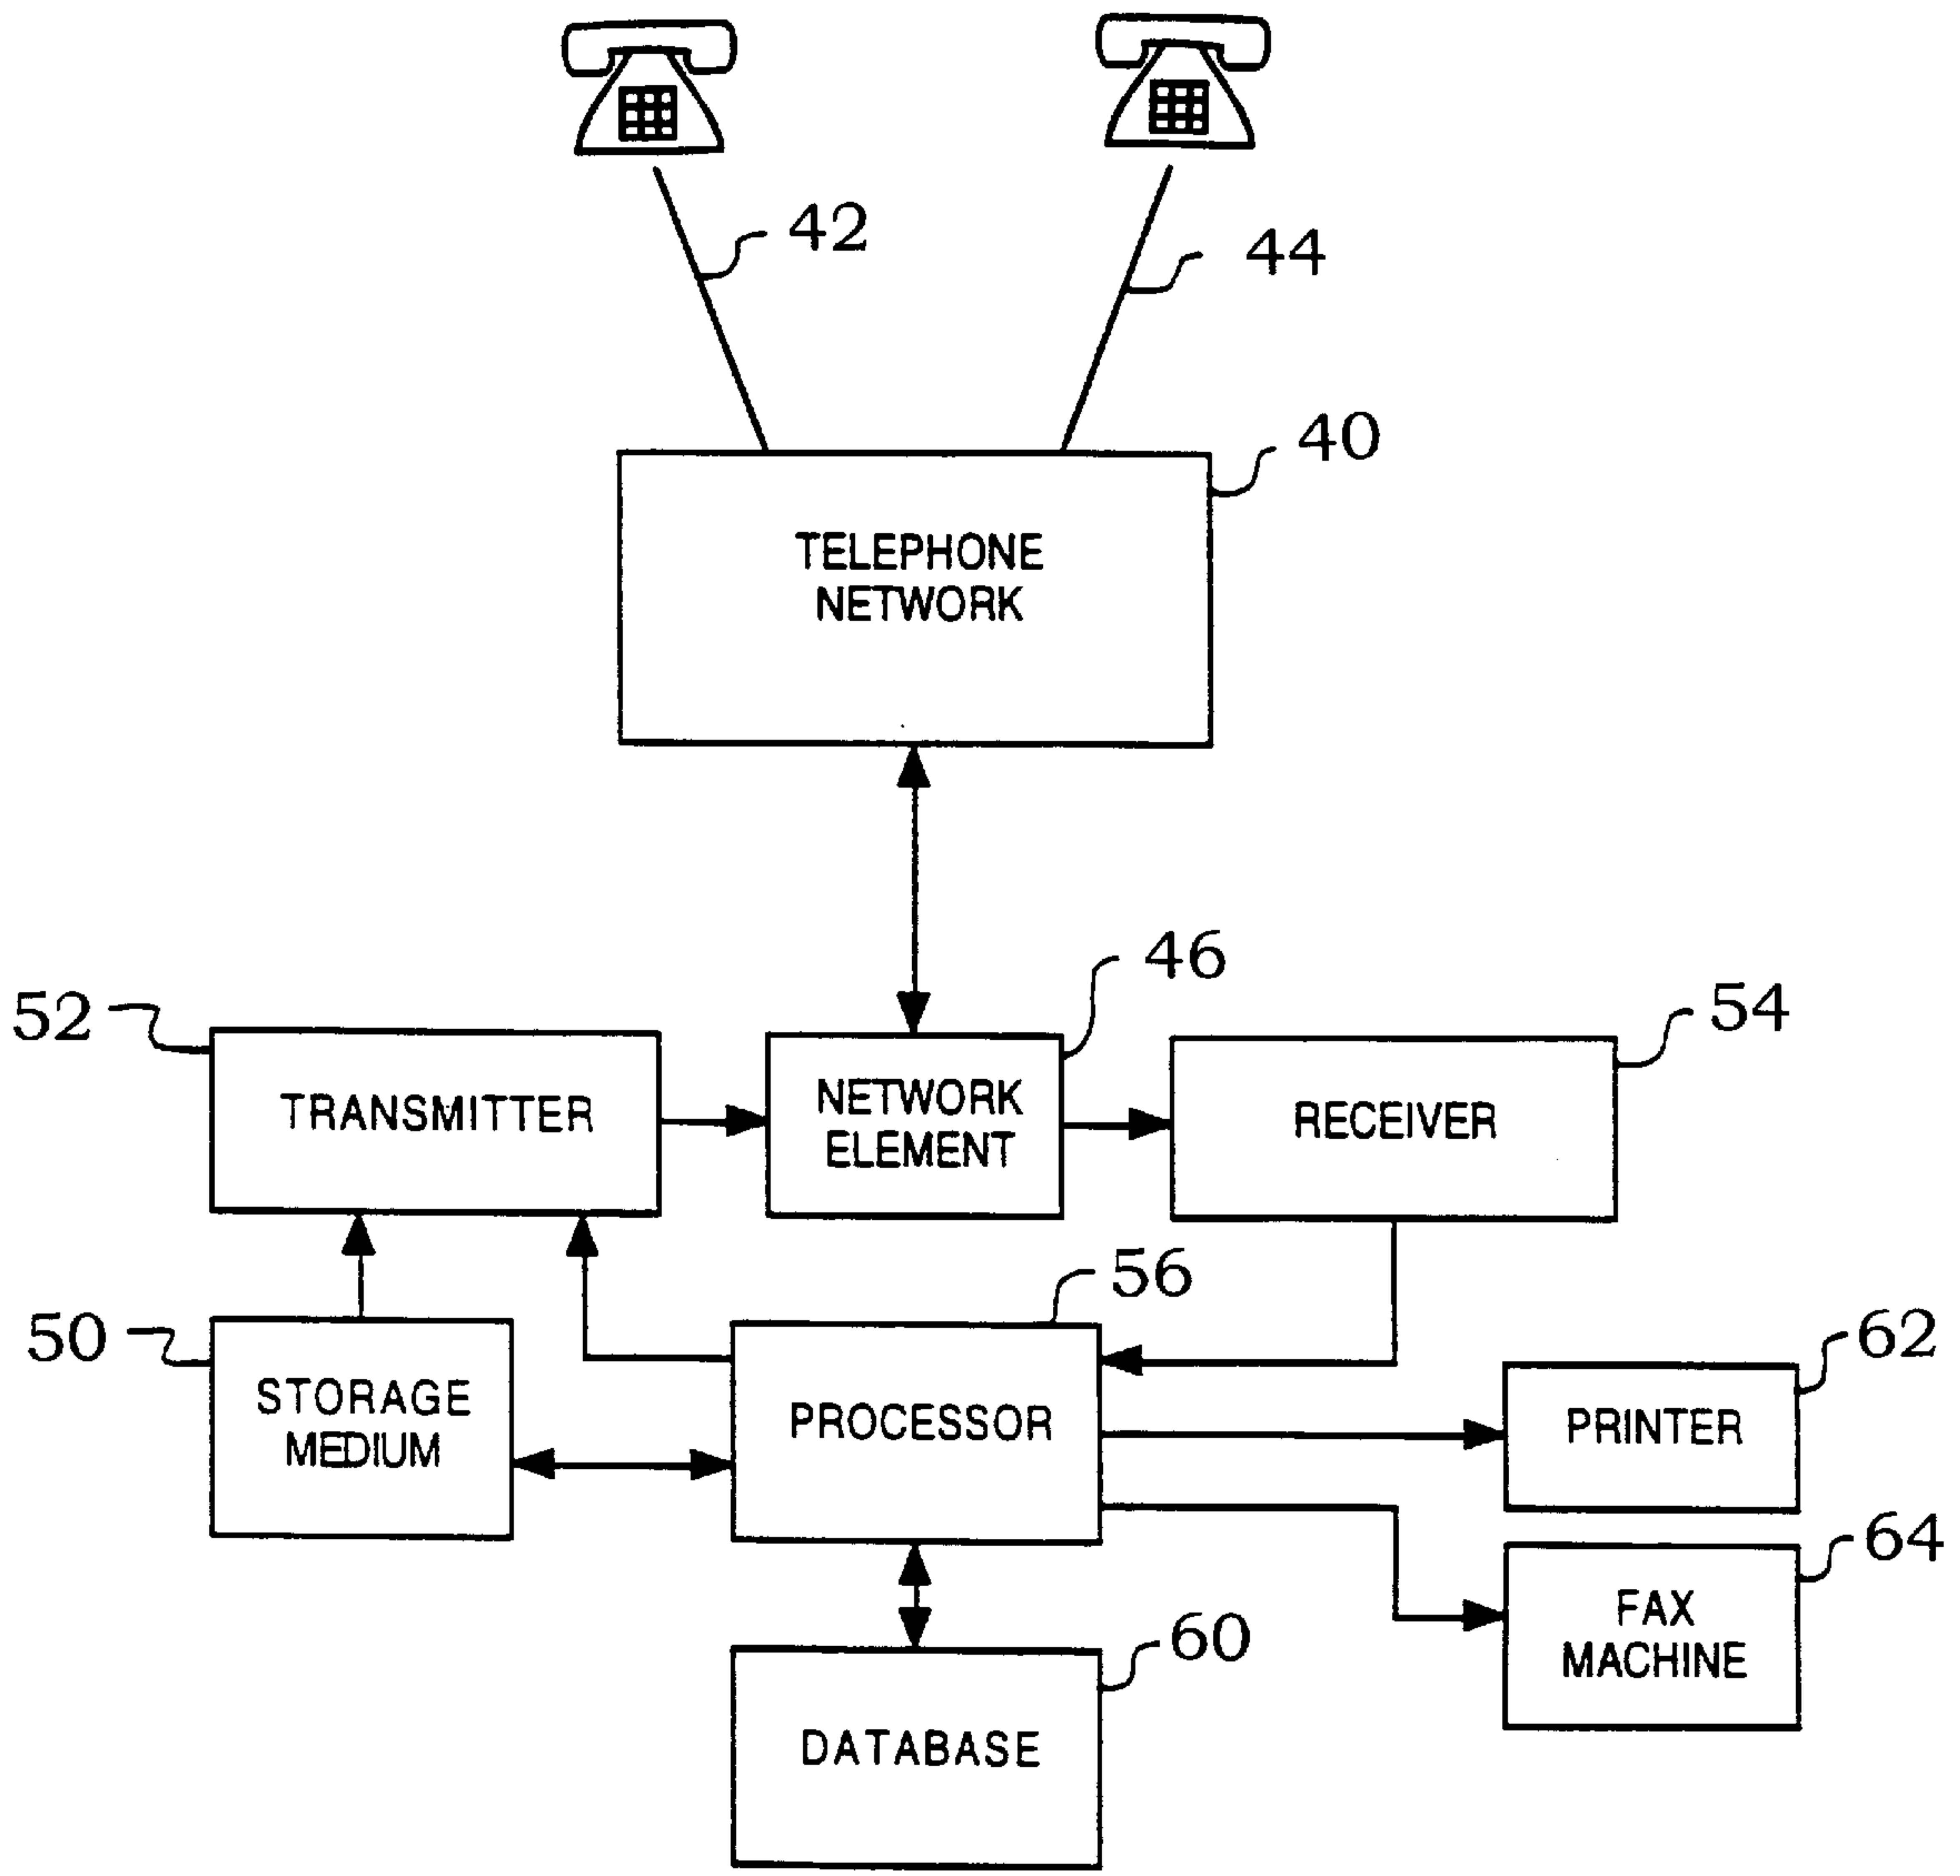 42
44
40
TELEPHONE
NETWORK
46
52
54
TRANSMITTER
NETWORK
ELEMENT
RECEIVER
56
50
62
STORAGE
MEDIUM
PROCESSOR
PRINTER
64
FAX
MACHINE
60
DATABASE